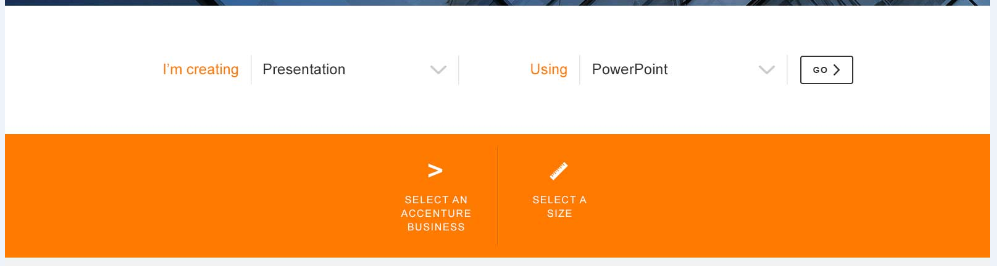 I'm creating Presentation Using PowerPoint GO >
> 
SELECT AN
ACCENTURE
BUSINESS
SELECT A
SIZE